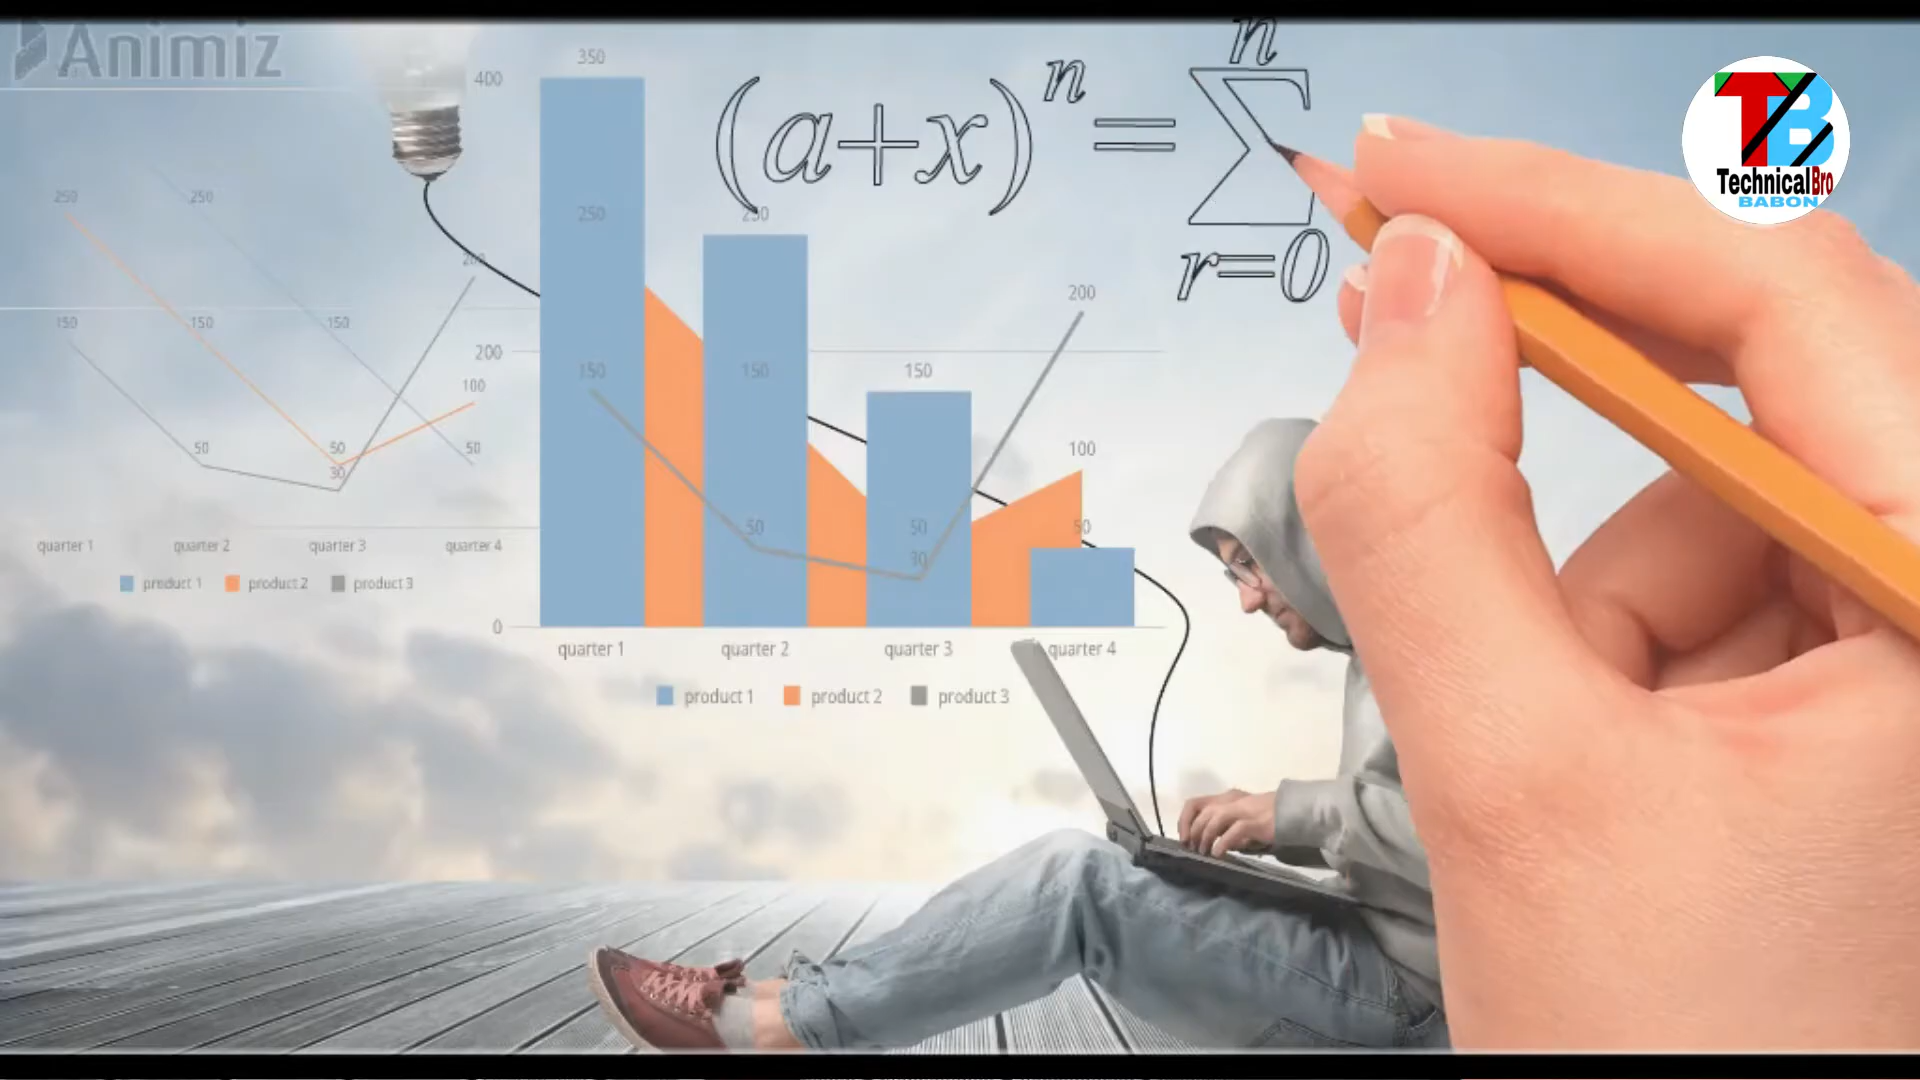 Animiz
(a+x)^n = n
∑
r=0
TB
TechnicalBro
BABON
250 250
200
150 150 150
100
50 50 50
30
quarter 1 quarter 2 quarter 3 quarter 4
product 1 product 2 product 3
350
400
250 250
200
200
150 150 150
100
50 50 50
30
0
quarter 1 quarter 2 quarter 3 quarter 4
product 1 product 2 product 3